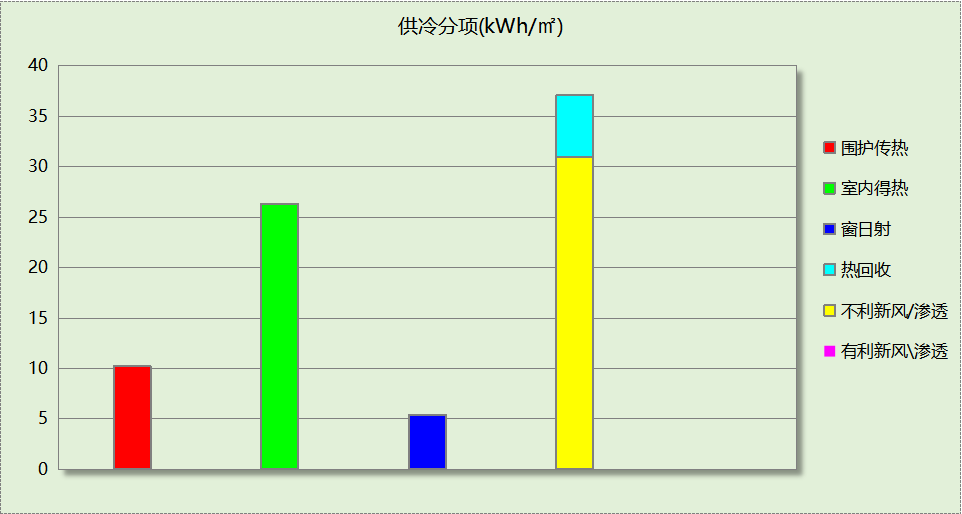 供冷分项(kWh/㎡)
40
35
30
25
20
15
10
5
0
围护传热
室内得热
窗日射
热回收
不利新风/渗透
有利新风\渗透